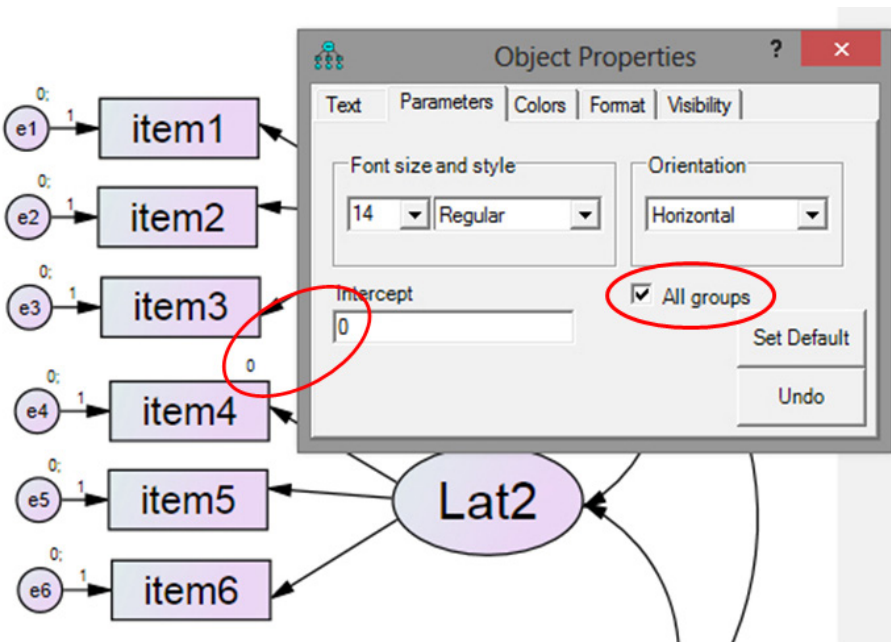 Object Properties ? ×
Text Parameters Colors Format Visibility
Font size and style
14 Regular
Orientation
Horizontal
Intercept
0
All groups
Set Default
Undo
0;
e1 1 item1
0;
e2 1 item2
0;
e3 1 item3
0
0;
e4 1 item4
0;
e5 1 item5
Lat2
0;
e6 1 item6